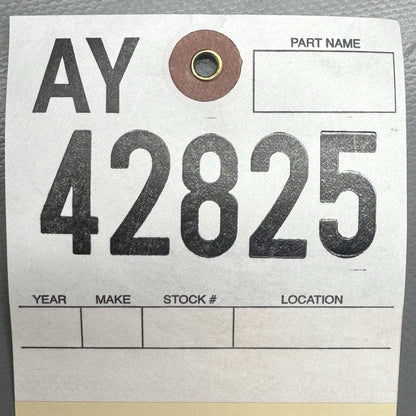 AY
PART NAME
42825
YEAR MAKE STOCK # LOCATION